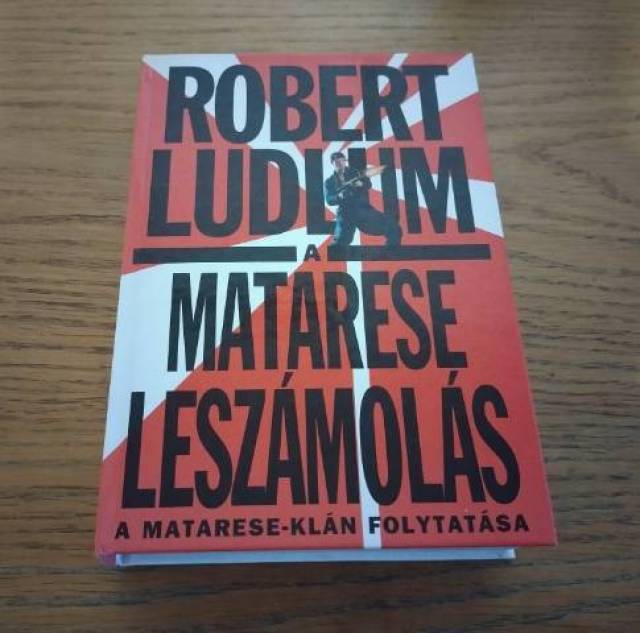 ROBERT
LUDLUM
A
MATARESE
LESZÁMOLÁS
A MATARESE-KLÁN FOLYTATÁSA